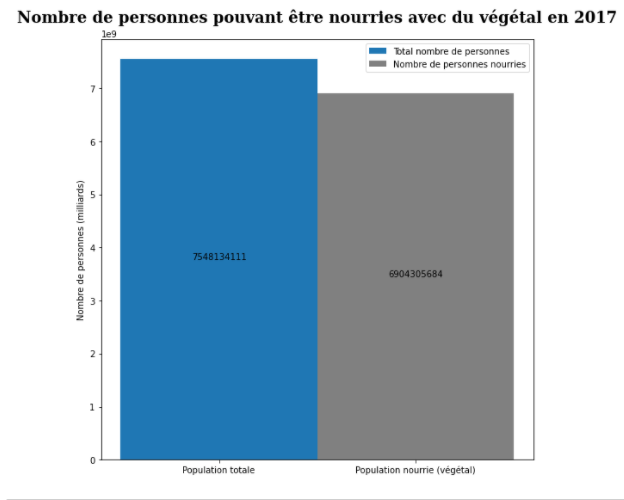 Nombre de personnes pouvant être nourries avec du végétal en 2017
1e9
Total nombre de personnes
Nombre de personnes nourries
7
6
5
4
3
2
1
0
Nombre de personnes (milliards)
7548134111
6904305684
Population totale
Population nourrie (végétal)